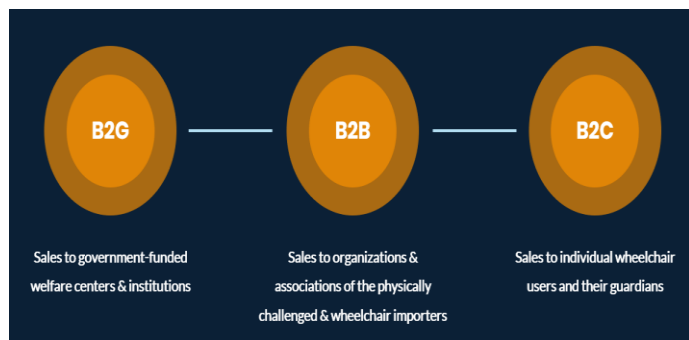 B2G
B2B
B2C
Sales to government-funded
welfare centers & institutions
Sales to organizations &
associations of the physically
challenged & wheelchair importers
Sales to individual wheelchair
users and their guardians